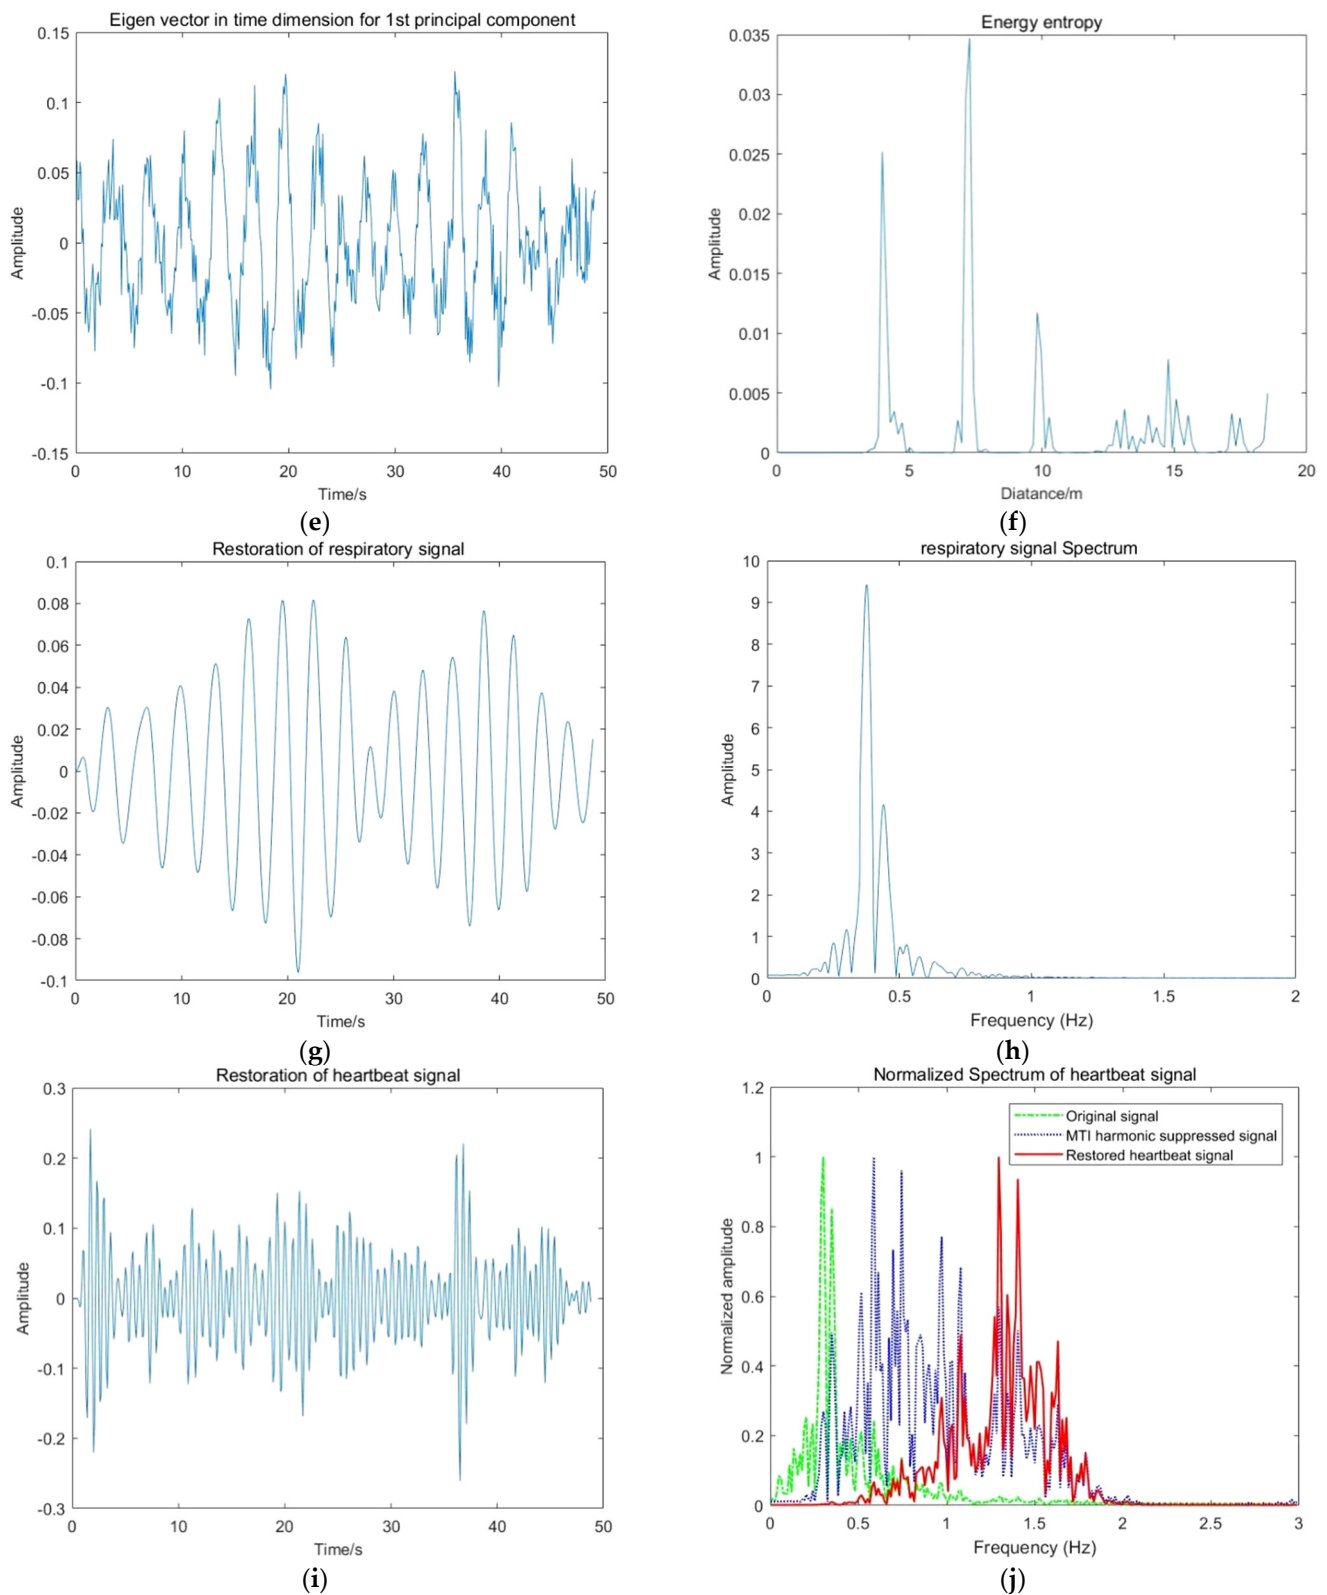 Eigen vector in time dimension for 1st principal component
0.15
0.1
0.05
0
-0.05
-0.1
-0.15
Amplitude
0 10 20 30 40 50
Time/s
(e)
Energy entropy
0.035
0.03
0.025
0.02
0.015
0.01
0.005
0
Amplitude
0 5 10 15 20
Diatance/m
(f)
Restoration of respiratory signal
0.1
0.08
0.06
0.04
0.02
0
-0.02
-0.04
-0.06
-0.08
-0.1
Amplitude
0 10 20 30 40 50
Time/s
(g)
respiratory signal Spectrum
10
9
8
7
6
5
4
3
2
1
0
Amplitude
0 0.5 1 1.5 2
Frequency (Hz)
(h)
Restoration of heartbeat signal
0.3
0.2
0.1
0
-0.1
-0.2
-0.3
Amplitude
0 10 20 30 40 50
Time/s
(i)
Normalized Spectrum of heartbeat signal
1.2
1
0.8
0.6
0.4
0.2
0
Normalized amplitude
Original signal
MTI harmonic suppressed signal
Restored heartbeat signal
0 0.5 1 1.5 2 2.5 3
Frequency (Hz)
(j)